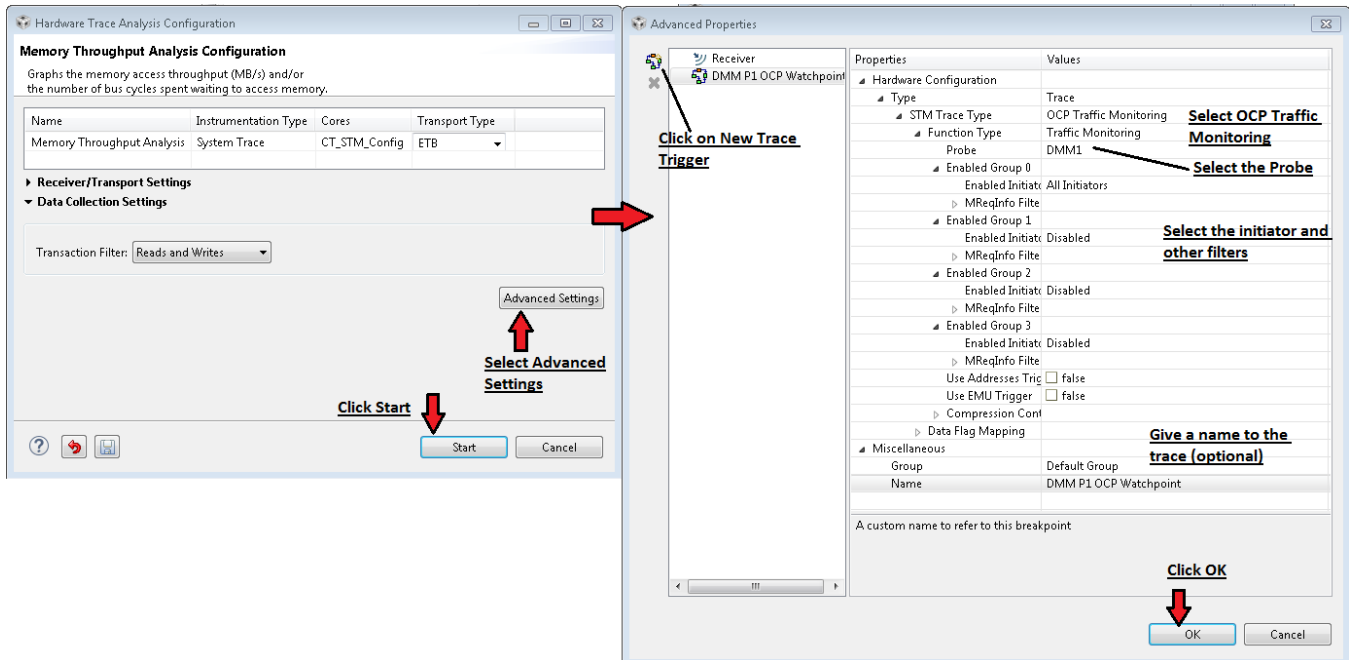 Hardware Trace Analysis Configuration
Memory Throughput Analysis Configuration
Graphs the memory access throughput (MB/s) and/or
the number of bus cycles spent waiting to access memory.
Name Instrumentation Type Cores Transport Type
Memory Throughput Analysis System Trace CT_STM_Config ETB
Receiver/Transport Settings
Data Collection Settings
Transaction Filter: Reads and Writes
Advanced Settings
Select Advanced
Settings
Click Start
Start Cancel
Advanced Properties
Receiver
DMM P1 OCP Watchpoint
Click on New Trace
Trigger
Properties Values
Hardware Configuration
Type Trace
STM Trace Type OCP Traffic Monitoring
Function Type Traffic Monitoring
Probe DMM1
Enabled Group 0
Enabled Initiato All Initiators
MReqInfo Filte
Enabled Group 1
Enabled Initiato Disabled
MReqInfo Filte
Enabled Group 2
Enabled Initiato Disabled
MReqInfo Filte
Enabled Group 3
Enabled Initiato Disabled
MReqInfo Filte
Use Addresses Trig false
Use EMU Trigger false
Compression Cont
Data Flag Mapping
Miscellaneous
Group Default Group
Name DMM P1 OCP Watchpoint
Select OCP Traffic
Monitoring
Select the Probe
Select the initiator and
other filters
Give a name to the
trace (optional)
A custom name to refer to this breakpoint
Click OK
OK Cancel